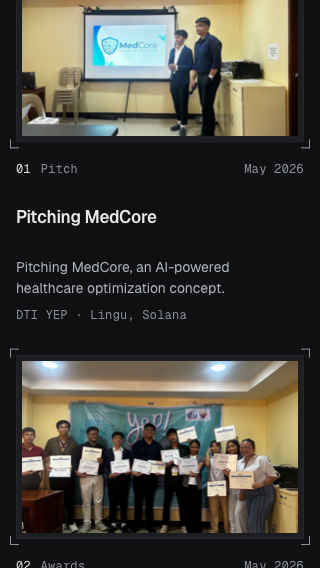 MedCore
01 Pitch May 2026
Pitching MedCore
Pitching MedCore, an AI-powered
healthcare optimization concept.
DTI YEP · Lingu, Solana
yep!
02 Awards May 2026